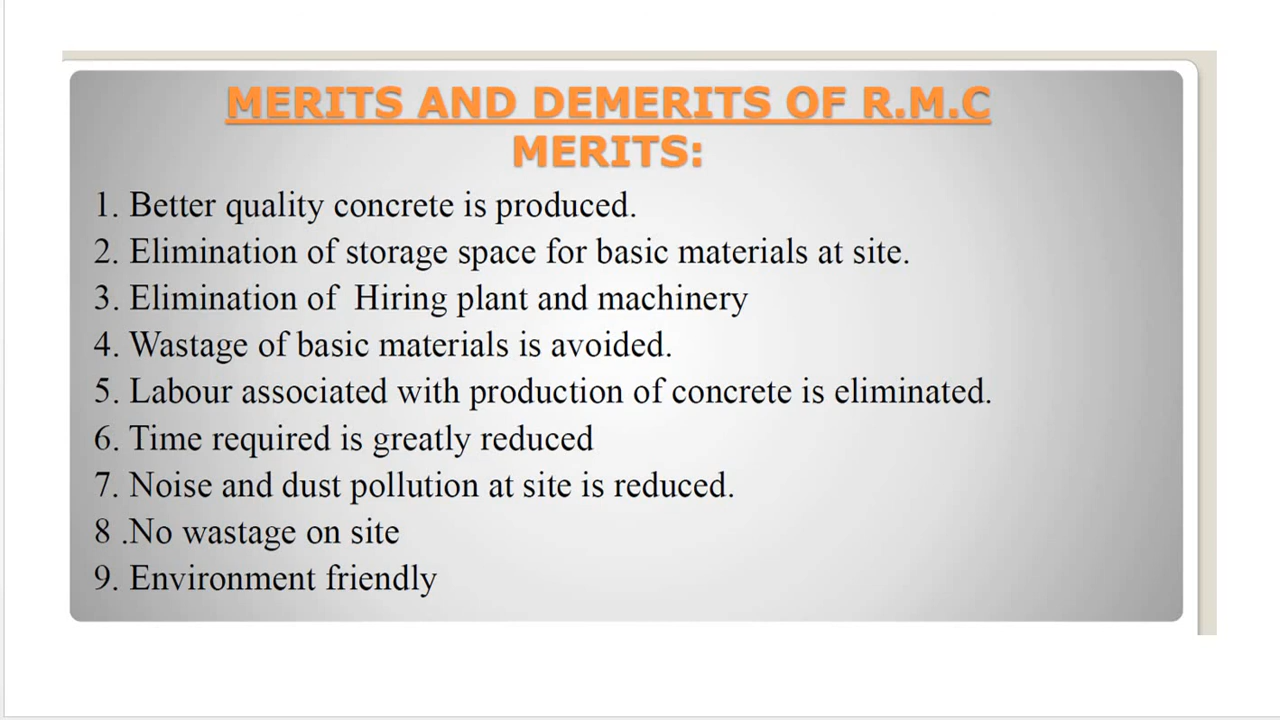 MERITS AND DEMERITS OF R.M.C
MERITS:
1. Better quality concrete is produced.
2. Elimination of storage space for basic materials at site.
3. Elimination of  Hiring plant and machinery
4. Wastage of basic materials is avoided.
5. Labour associated with production of concrete is eliminated.
6. Time required is greatly reduced
7. Noise and dust pollution at site is reduced.
8 .No wastage on site
9. Environment friendly